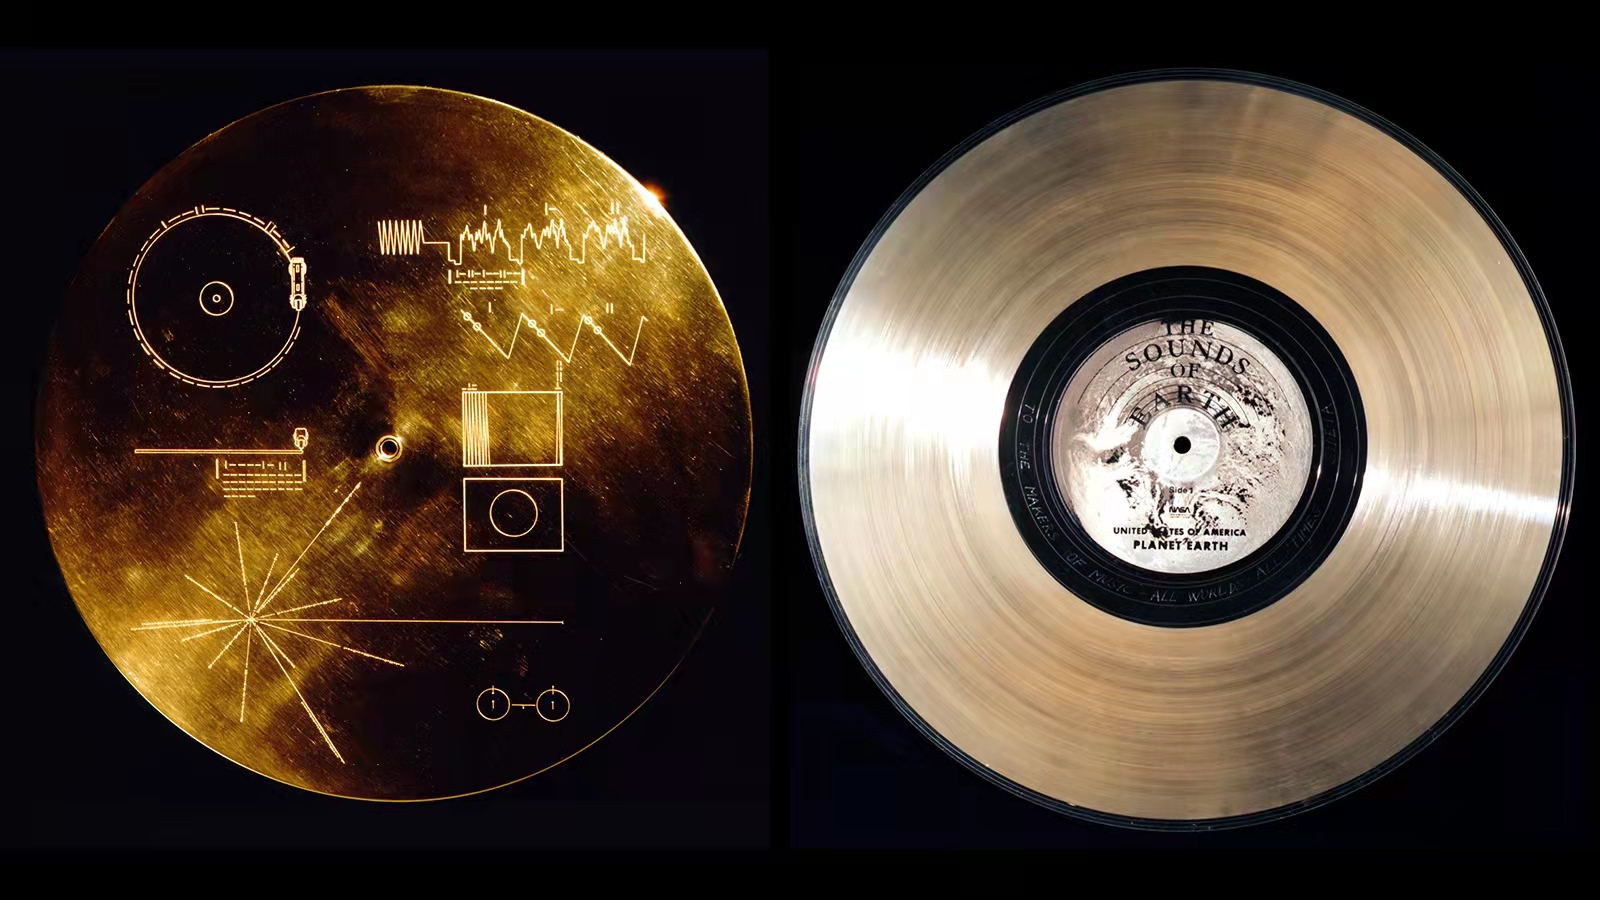 THE
SOUNDS
OF
EARTH
Side 1
NASA
UNITED STATES OF AMERICA
PLANET EARTH
TO THE MAKERS OF MUSIC - ALL WORLDS, ALL TIMES